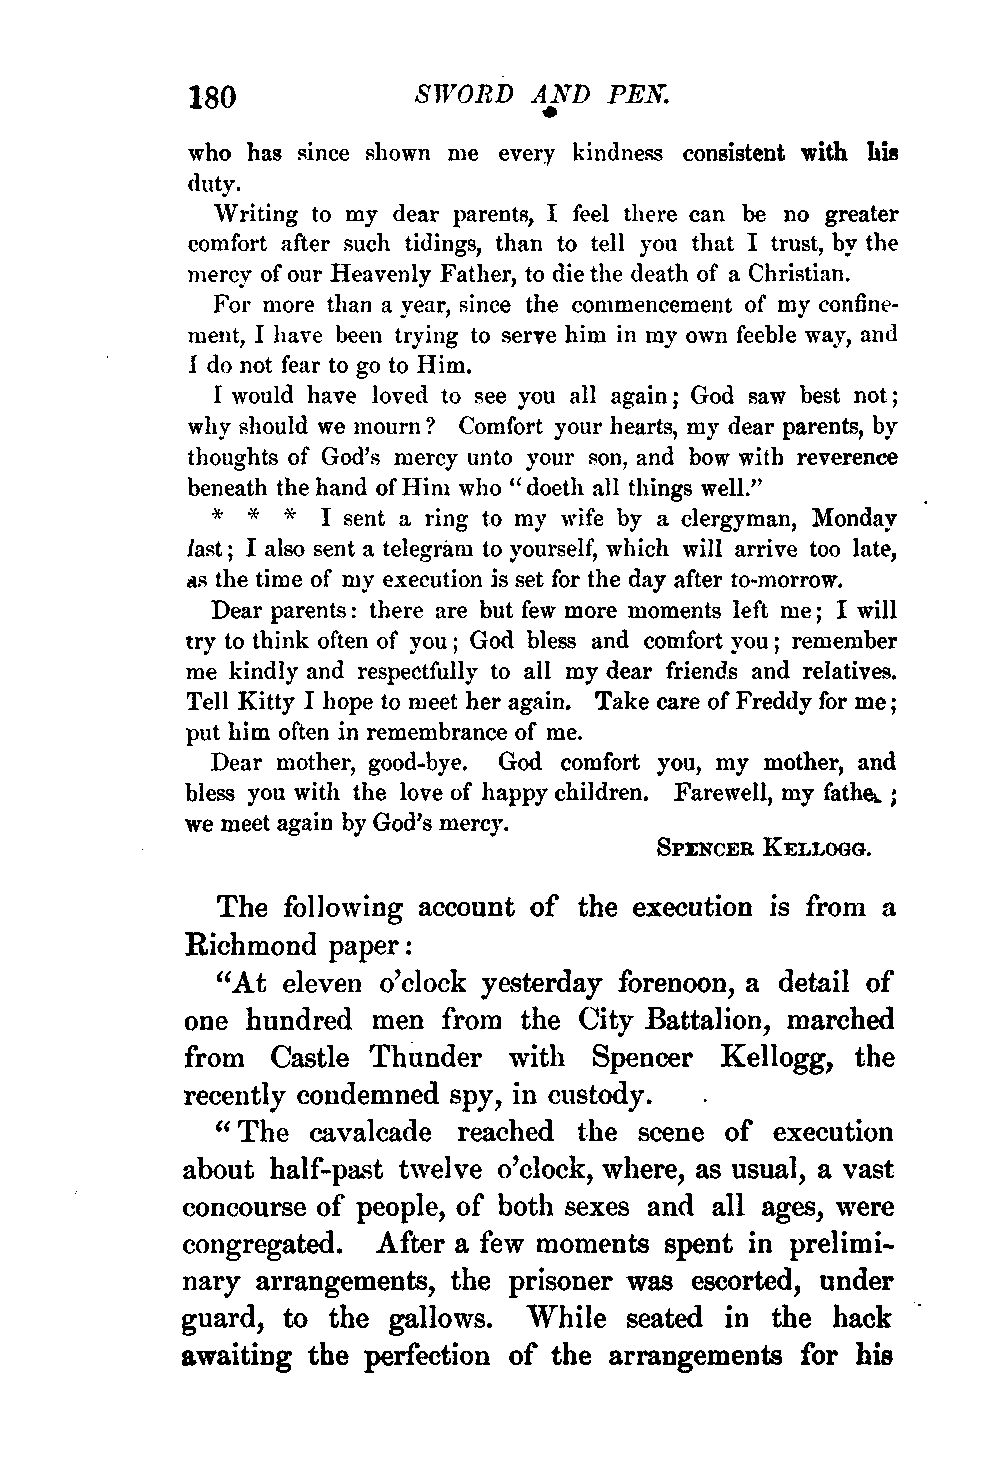 180 SWORD AND PEN.
who has since shown me every kindness consistent with his
duty.
Writing to my dear parents, I feel there can be no greater
comfort after such tidings, than to tell you that I trust, by the
mercy of our Heavenly Father, to die the death of a Christian.
For more than a year, since the commencement of my confine-
ment, I have been trying to serve him in my own feeble way, and
I do not fear to go to Him.
I would have loved to see you all again; God saw best not;
why should we mourn? Comfort your hearts, my dear parents, by
thoughts of God's mercy unto your son, and bow with reverence
beneath the hand of Him who "doeth all things well."
* * * I sent a ring to my wife by a clergyman, Monday
last; I also sent a telegram to yourself, which will arrive too late,
as the time of my execution is set for the day after to-morrow.
Dear parents: there are but few more moments left me; I will
try to think often of you; God bless and comfort you; remember
me kindly and respectfully to all my dear friends and relatives.
Tell Kitty I hope to meet her again. Take care of Freddy for me;
put him often in remembrance of me.
Dear mother, good-bye. God comfort you, my mother, and
bless you with the love of happy children. Farewell, my father;
we meet again by God's mercy.
SPENCER KELLOGG.
The following account of the execution is from a
Richmond paper:
"At eleven o'clock yesterday forenoon, a detail of
one hundred men from the City Battalion, marched
from Castle Thunder with Spencer Kellogg, the
recently condemned spy, in custody.
"The cavalcade reached the scene of execution
about half-past twelve o'clock, where, as usual, a vast
concourse of people, of both sexes and all ages, were
congregated. After a few moments spent in prelimi-
nary arrangements, the prisoner was escorted, under
guard, to the gallows. While seated in the hack
awaiting the perfection of the arrangements for his